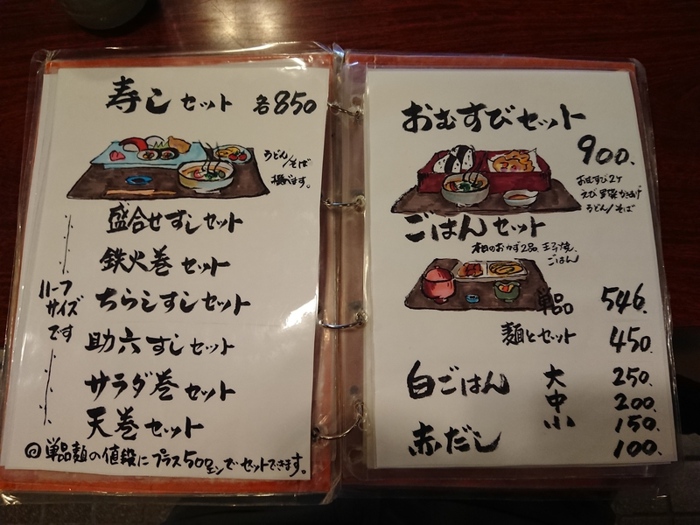 寿しセット 各850
うどん/そば
選べます。
盛合せすしセット
鉄火巻セット
ちらしすしセット
助六すしセット
サラダ巻セット
天巻セット
ハーフ
サイズ
です
単品麺の値段にプラス50円でセットできます。
おむすびセット
900.
おむすび2ケ
えび野菜かきあげ
うどん/そば
ごはんセット
本日のおかず2品、玉子焼、
ごはん
単品 546.
麺とセット 450.
白ごはん 大 250.
中 200.
小 150.
赤だし 100.